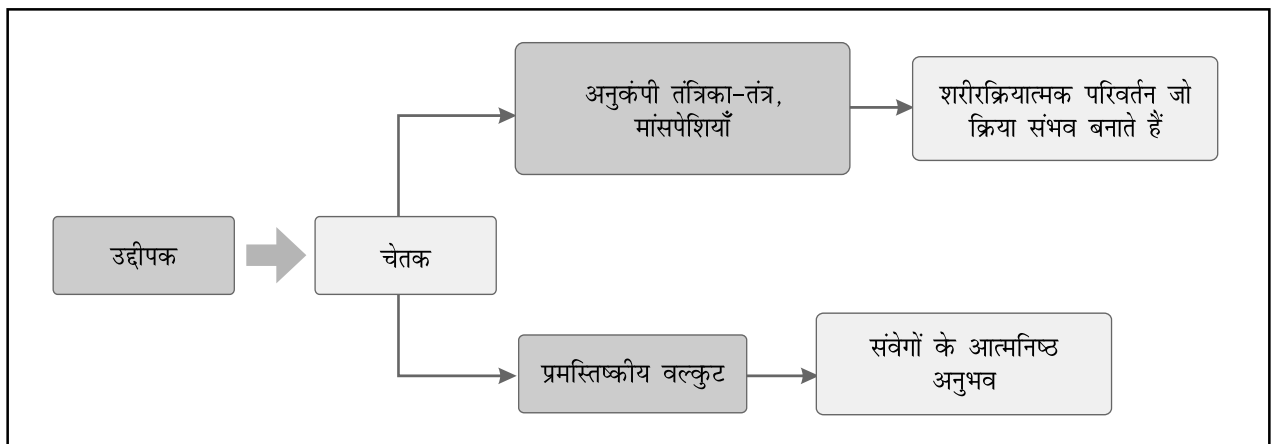 अनुकंपी तंत्रिका-तंत्र,
मांसपेशियाँ
शरीरक्रियात्मक परिवर्तन जो
क्रिया संभव बनाते हैं
उद्दीपक
चेतक
प्रमस्तिष्कीय वल्कुट
संवेगों के आत्मनिष्ठ
अनुभव